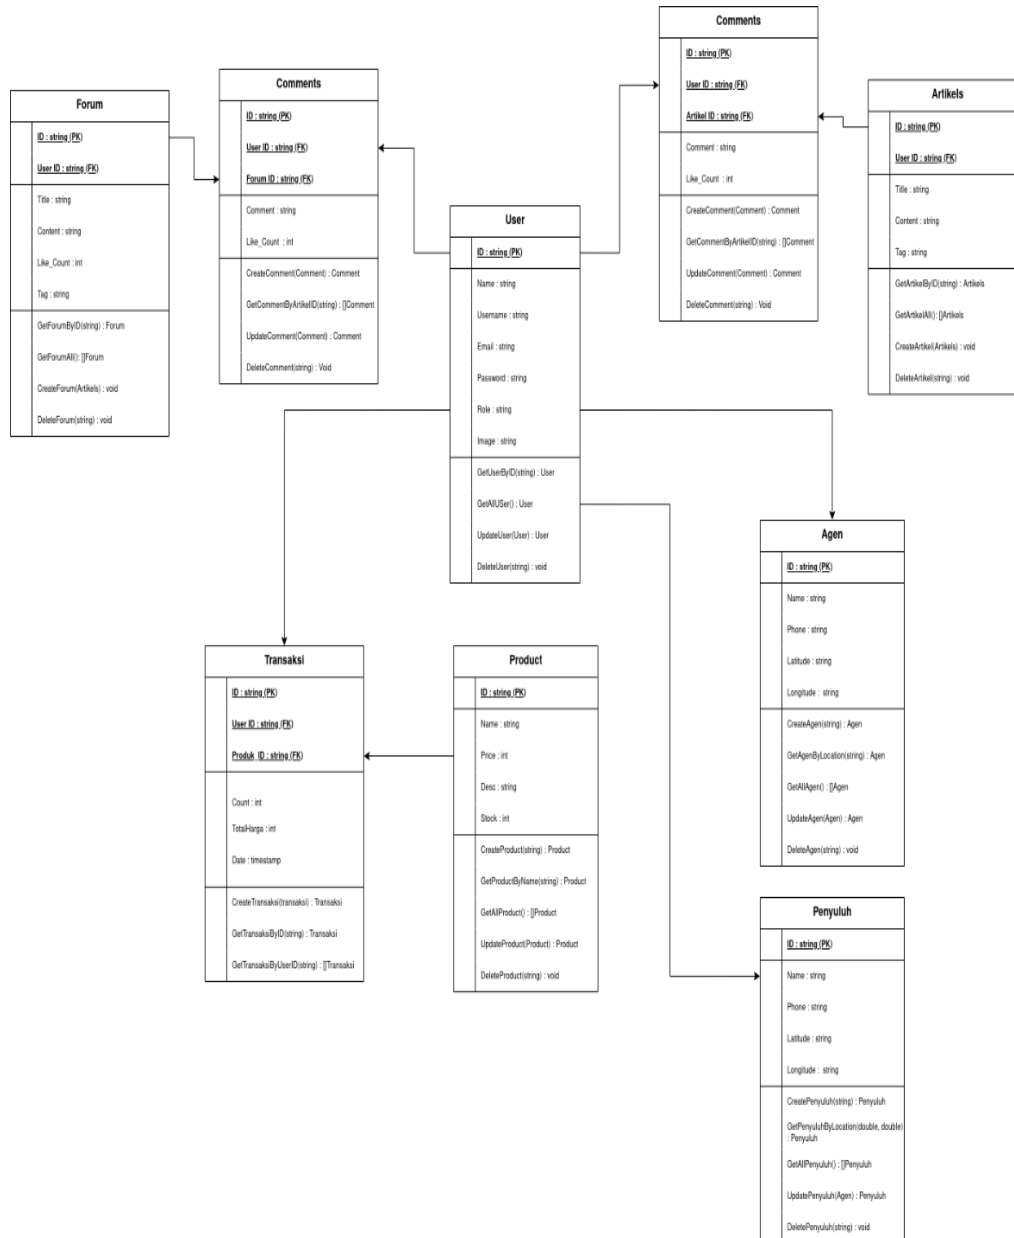 Forum
ID : string (PK)
User ID : string (FK)
Title : string
Content : string
Like_Count : int
Tag : string
GetForumByID(string) : Forum
GetForumAll(): []Forum
CreateForum(Artikels) : void
DeleteForum(string) : void
Comments
ID : string (PK)
User ID : string (FK)
Forum ID : string (FK)
Comment : string
Like_Count : int
CreateComment(Comment) : Comment
GetCommentByArtikelID(string) : []Comment
UpdateComment(Comment) : Comment
DeleteComment(string) : Void
User
ID : string (PK)
Name : string
Username : string
Email : string
Password : string
Role : string
Image : string
GetUserByID(string) : User
GetAllUSer() : User
UpdateUser(User) : User
DeleteUser(string) : void
Comments
ID : string (PK)
User ID : string (FK)
Artikel ID : string (FK)
Comment : string
Like_Count : int
CreateComment(Comment) : Comment
GetCommentByArtikelID(string) : []Comment
UpdateComment(Comment) : Comment
DeleteComment(string) : Void
Artikels
ID : string (PK)
User ID : string (FK)
Title : string
Content : string
Tag : string
GetArtikelByID(string) : Artikels
GetArtikelAll(): []Artikels
CreateArtikel(Artikels) : void
DeleteArtikel(string) : void
Transaksi
ID : string (PK)
User ID : string (FK)
Produk_ID : string (FK)
Count : int
TotalHarga : int
Date : timestamp
CreateTransaksi(transaksi) : Transaksi
GetTransaksiByID(string) : Transaksi
GetTransaksiByUserID(string) : []Transaksi
Product
ID : string (PK)
Name : string
Price : int
Desc : string
Stock : int
CreateProduct(string) : Product
GetProductByName(string) : Product
GetAllProduct() : []Product
UpdateProduct(Product) : Product
DeleteProduct(string) : void
Agen
ID : string (PK)
Name : string
Phone : string
Latitude : string
Longitude : string
CreateAgen(string) : Agen
GetAgenByLocation(string) : Agen
GetAllAgen() : []Agen
UpdateAgen(Agen) : Agen
DeleteAgen(string) : void
Penyuluh
ID : string (PK)
Name : string
Phone : string
Latitude : string
Longitude : string
CreatePenyuluh(string) : Penyuluh
GetPenyuluhByLocation(double, double)
: Penyuluh
GetAllPenyuluh() : []Penyuluh
UpdatePenyuluh(Agen) : Penyuluh
DeletePenyuluh(string) : void